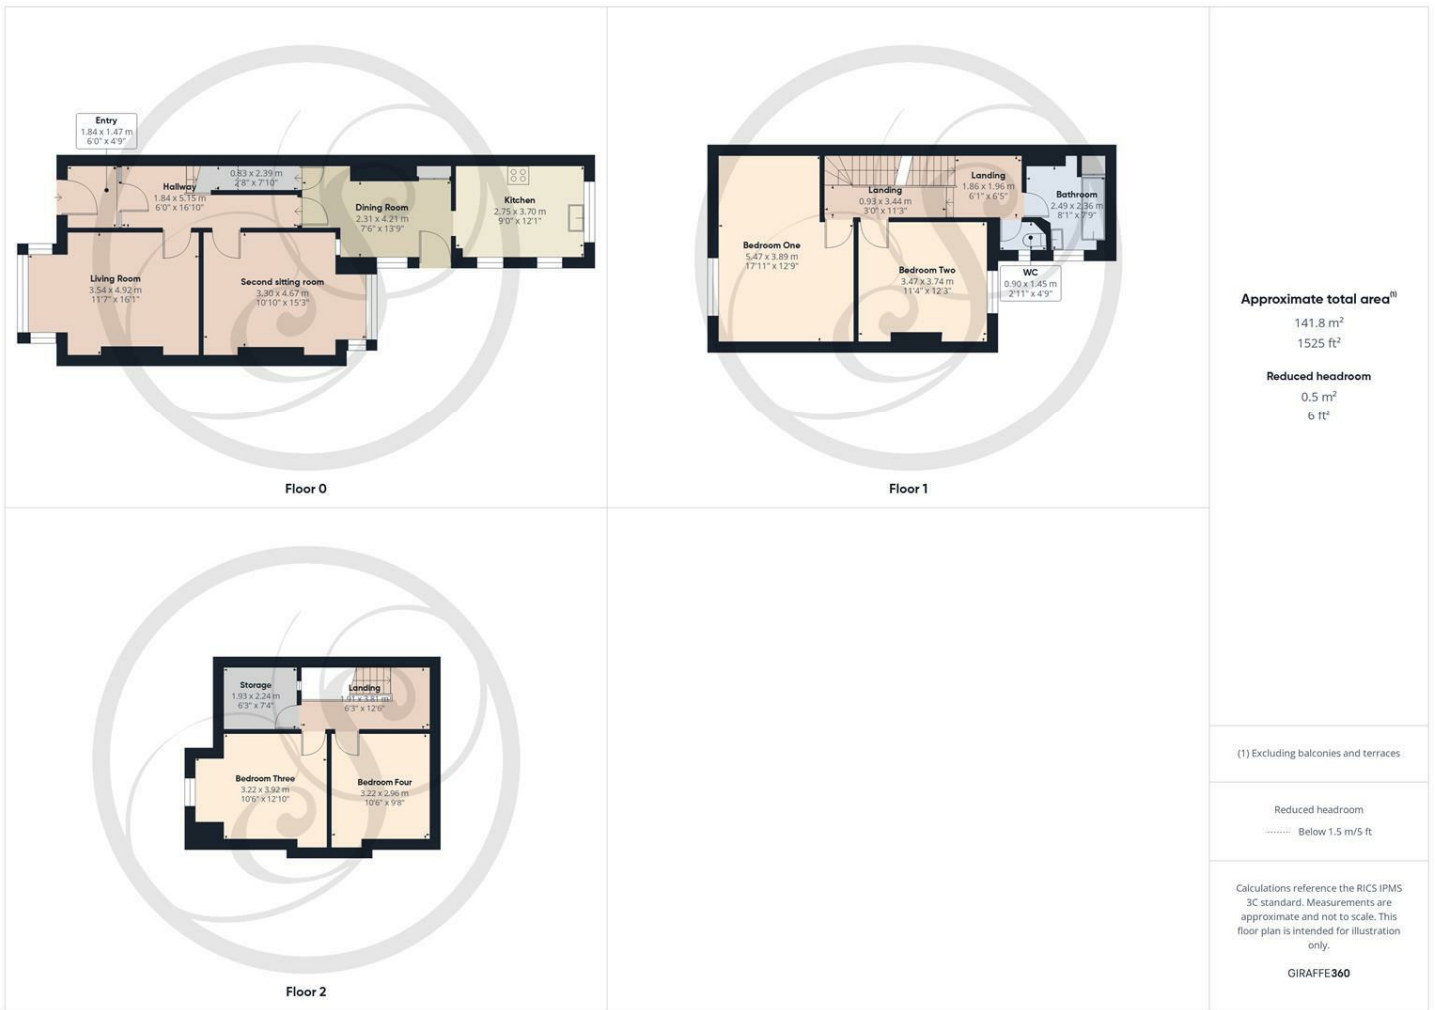 Entry
1.84 x 1.47 m
6'0" x 4'9"
0.83 x 2.39 m
2'8" x 7'10"
Hallway
1.84 x 5.15 m
6'0" x 16'10"
Dining Room
2.31 x 4.21 m
7'6" x 13'9"
Kitchen
2.75 x 3.70 m
9'0" x 12'1"
Living Room
3.54 x 4.92 m
11'7" x 16'1"
Second sitting room
3.30 x 4.67 m
10'10" x 15'3"
Floor 0
Landing
0.93 x 3.44 m
3'0" x 11'3"
Landing
1.86 x 1.96 m
6'1" x 6'5"
Bathroom
2.49 x 2.36 m
8'1" x 7'9"
Bedroom One
5.47 x 3.89 m
17'11" x 12'9"
Bedroom Two
3.47 x 3.74 m
11'4" x 12'3"
WC
0.90 x 1.45 m
2'11" x 4'9"
Floor 1
Storage
1.93 x 2.24 m
6'3" x 7'4"
Landing
1.91 x 3.81 m
6'3" x 12'6"
Bedroom Three
3.22 x 3.92 m
10'6" x 12'10"
Bedroom Four
3.22 x 2.96 m
10'6" x 9'8"
Floor 2
Approximate total area(1)
141.8 m²
1525 ft²
Reduced headroom
0.5 m²
6 ft²
(1) Excluding balconies and terraces
Reduced headroom
Below 1.5 m/5 ft
Calculations reference the RICS IPMS
3C standard. Measurements are
approximate and not to scale. This
floor plan is intended for illustration
only.
GIRAFFE360